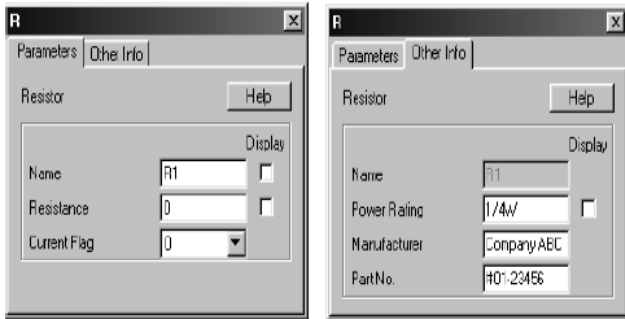 R
Parameters Other Info
Resistor Help
Display
Name R1
Resistance 0
Current Flag 0
R
Parameters Other Info
Resistor Help
Display
Name R1
Power Rating 1/4W
Manufacturer Company ABC
Part No. #01-23456